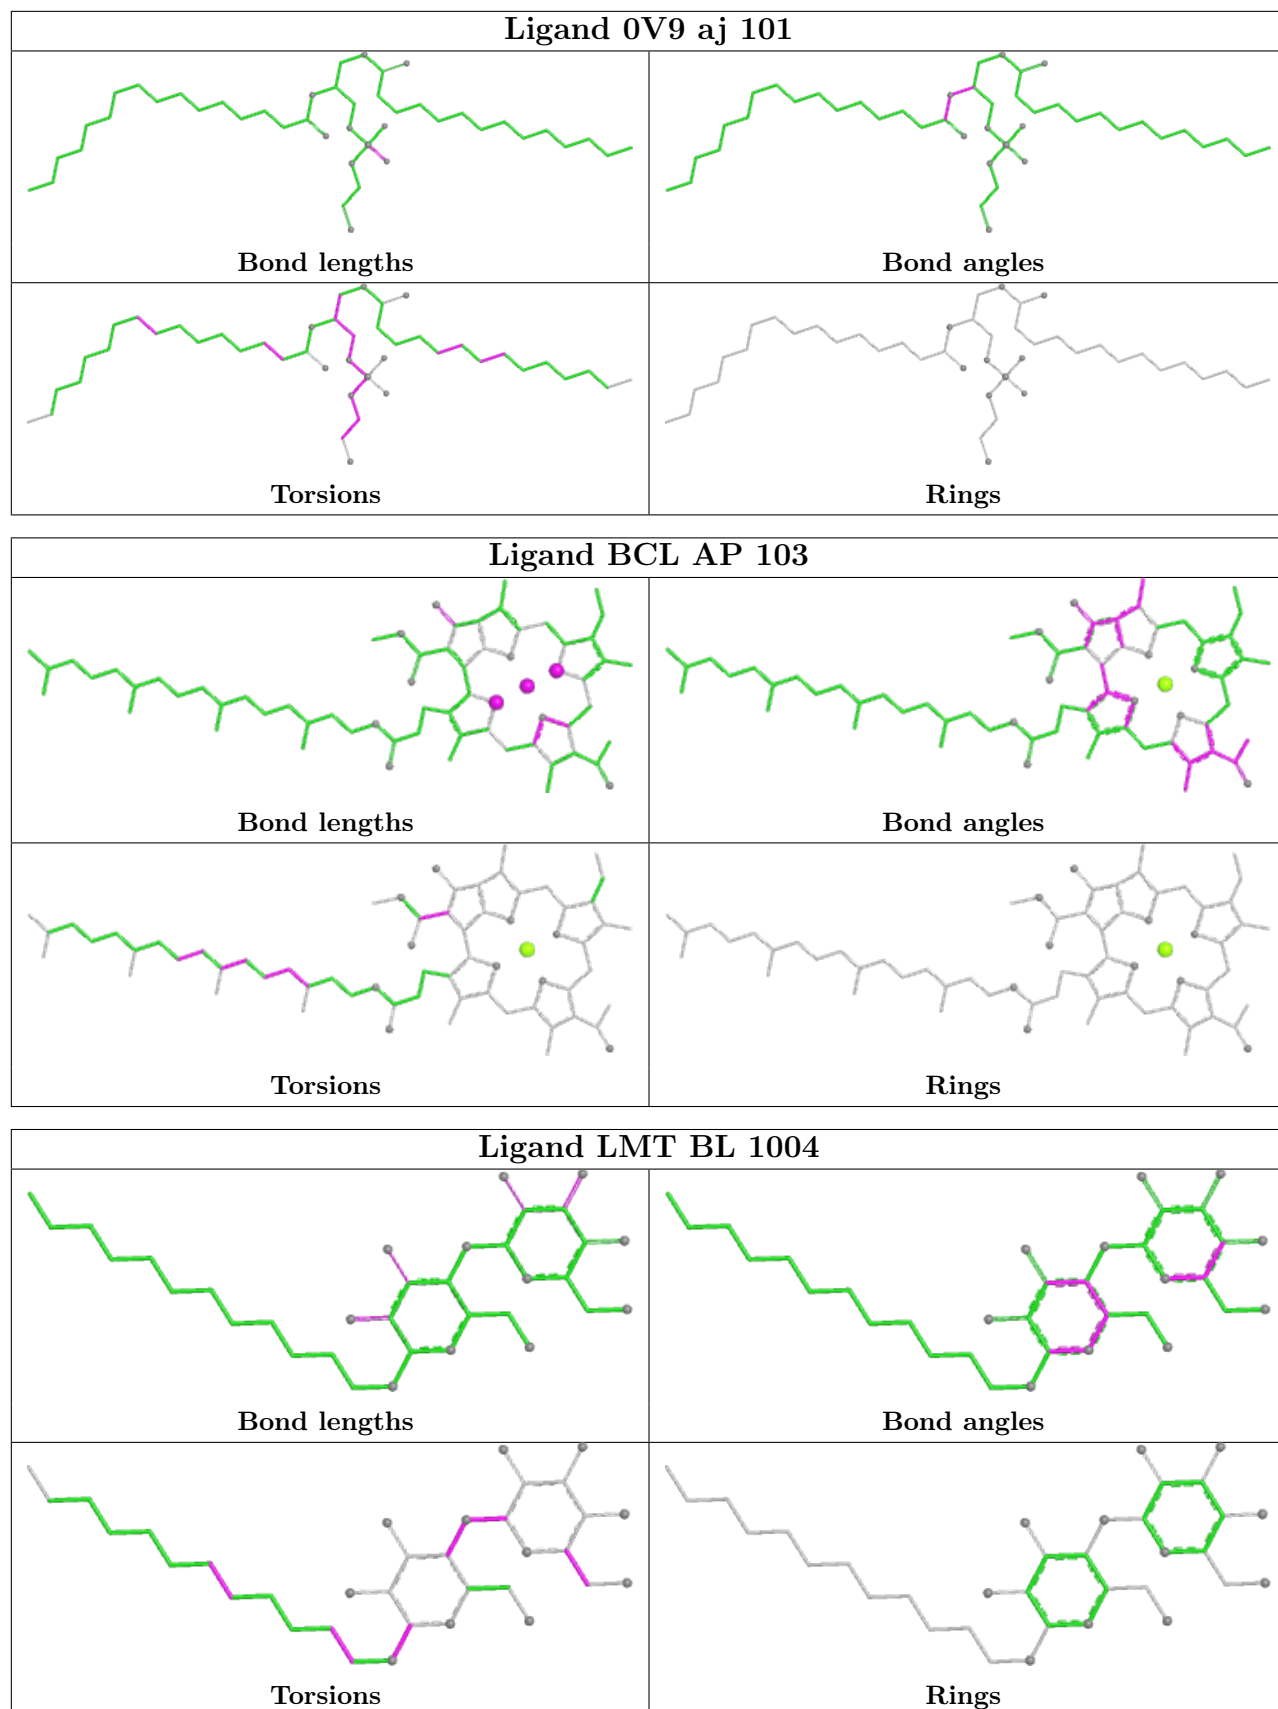 Ligand 0V9 aj 101
Bond lengths
Bond angles
Torsions
Rings
Ligand BCL AP 103
Bond lengths
Bond angles
Torsions
Rings
Ligand LMT BL 1004
Bond lengths
Bond angles
Torsions
Rings